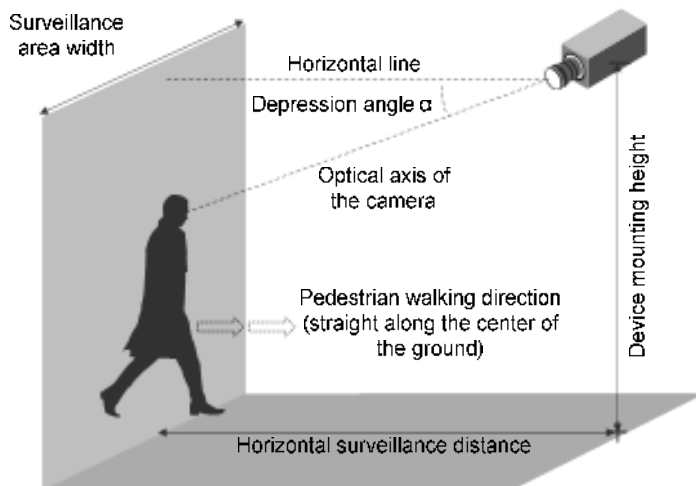 Surveillance
area width
Horizontal line
Depression angle α
Optical axis of
the camera
Device mounting height
Pedestrian walking direction
(straight along the center of
the ground)
Horizontal surveillance distance